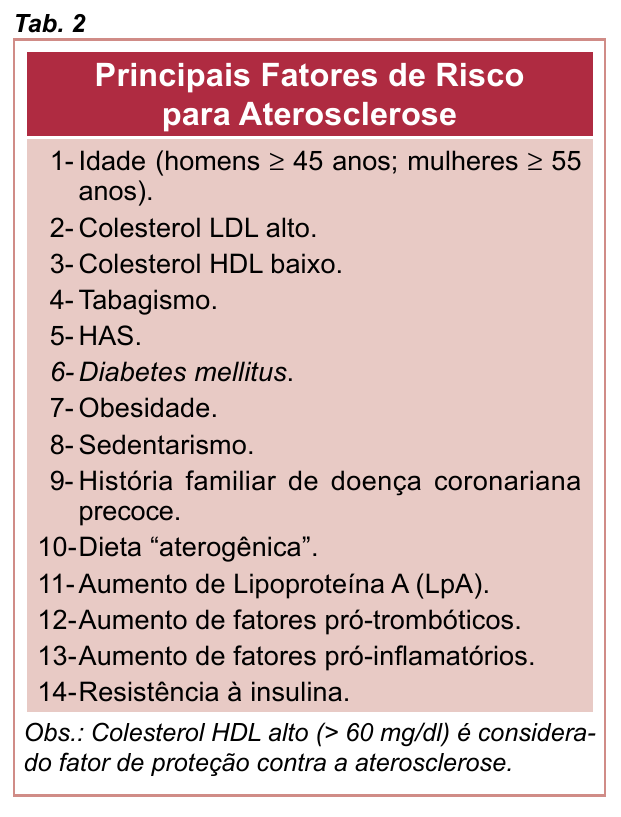 Tab. 2
Principais Fatores de Risco
para Aterosclerose
1- Idade (homens ≥ 45 anos; mulheres ≥ 55
anos).
2- Colesterol LDL alto.
3- Colesterol HDL baixo.
4- Tabagismo.
5- HAS.
6- Diabetes mellitus.
7- Obesidade.
8- Sedentarismo.
9- História familiar de doença coronariana
precoce.
10- Dieta “aterogênica”.
11- Aumento de Lipoproteína A (LpA).
12- Aumento de fatores pró-trombóticos.
13- Aumento de fatores pró-inflamatórios.
14- Resistência à insulina.
Obs.: Colesterol HDL alto (> 60 mg/dl) é considera-
do fator de proteção contra a aterosclerose.